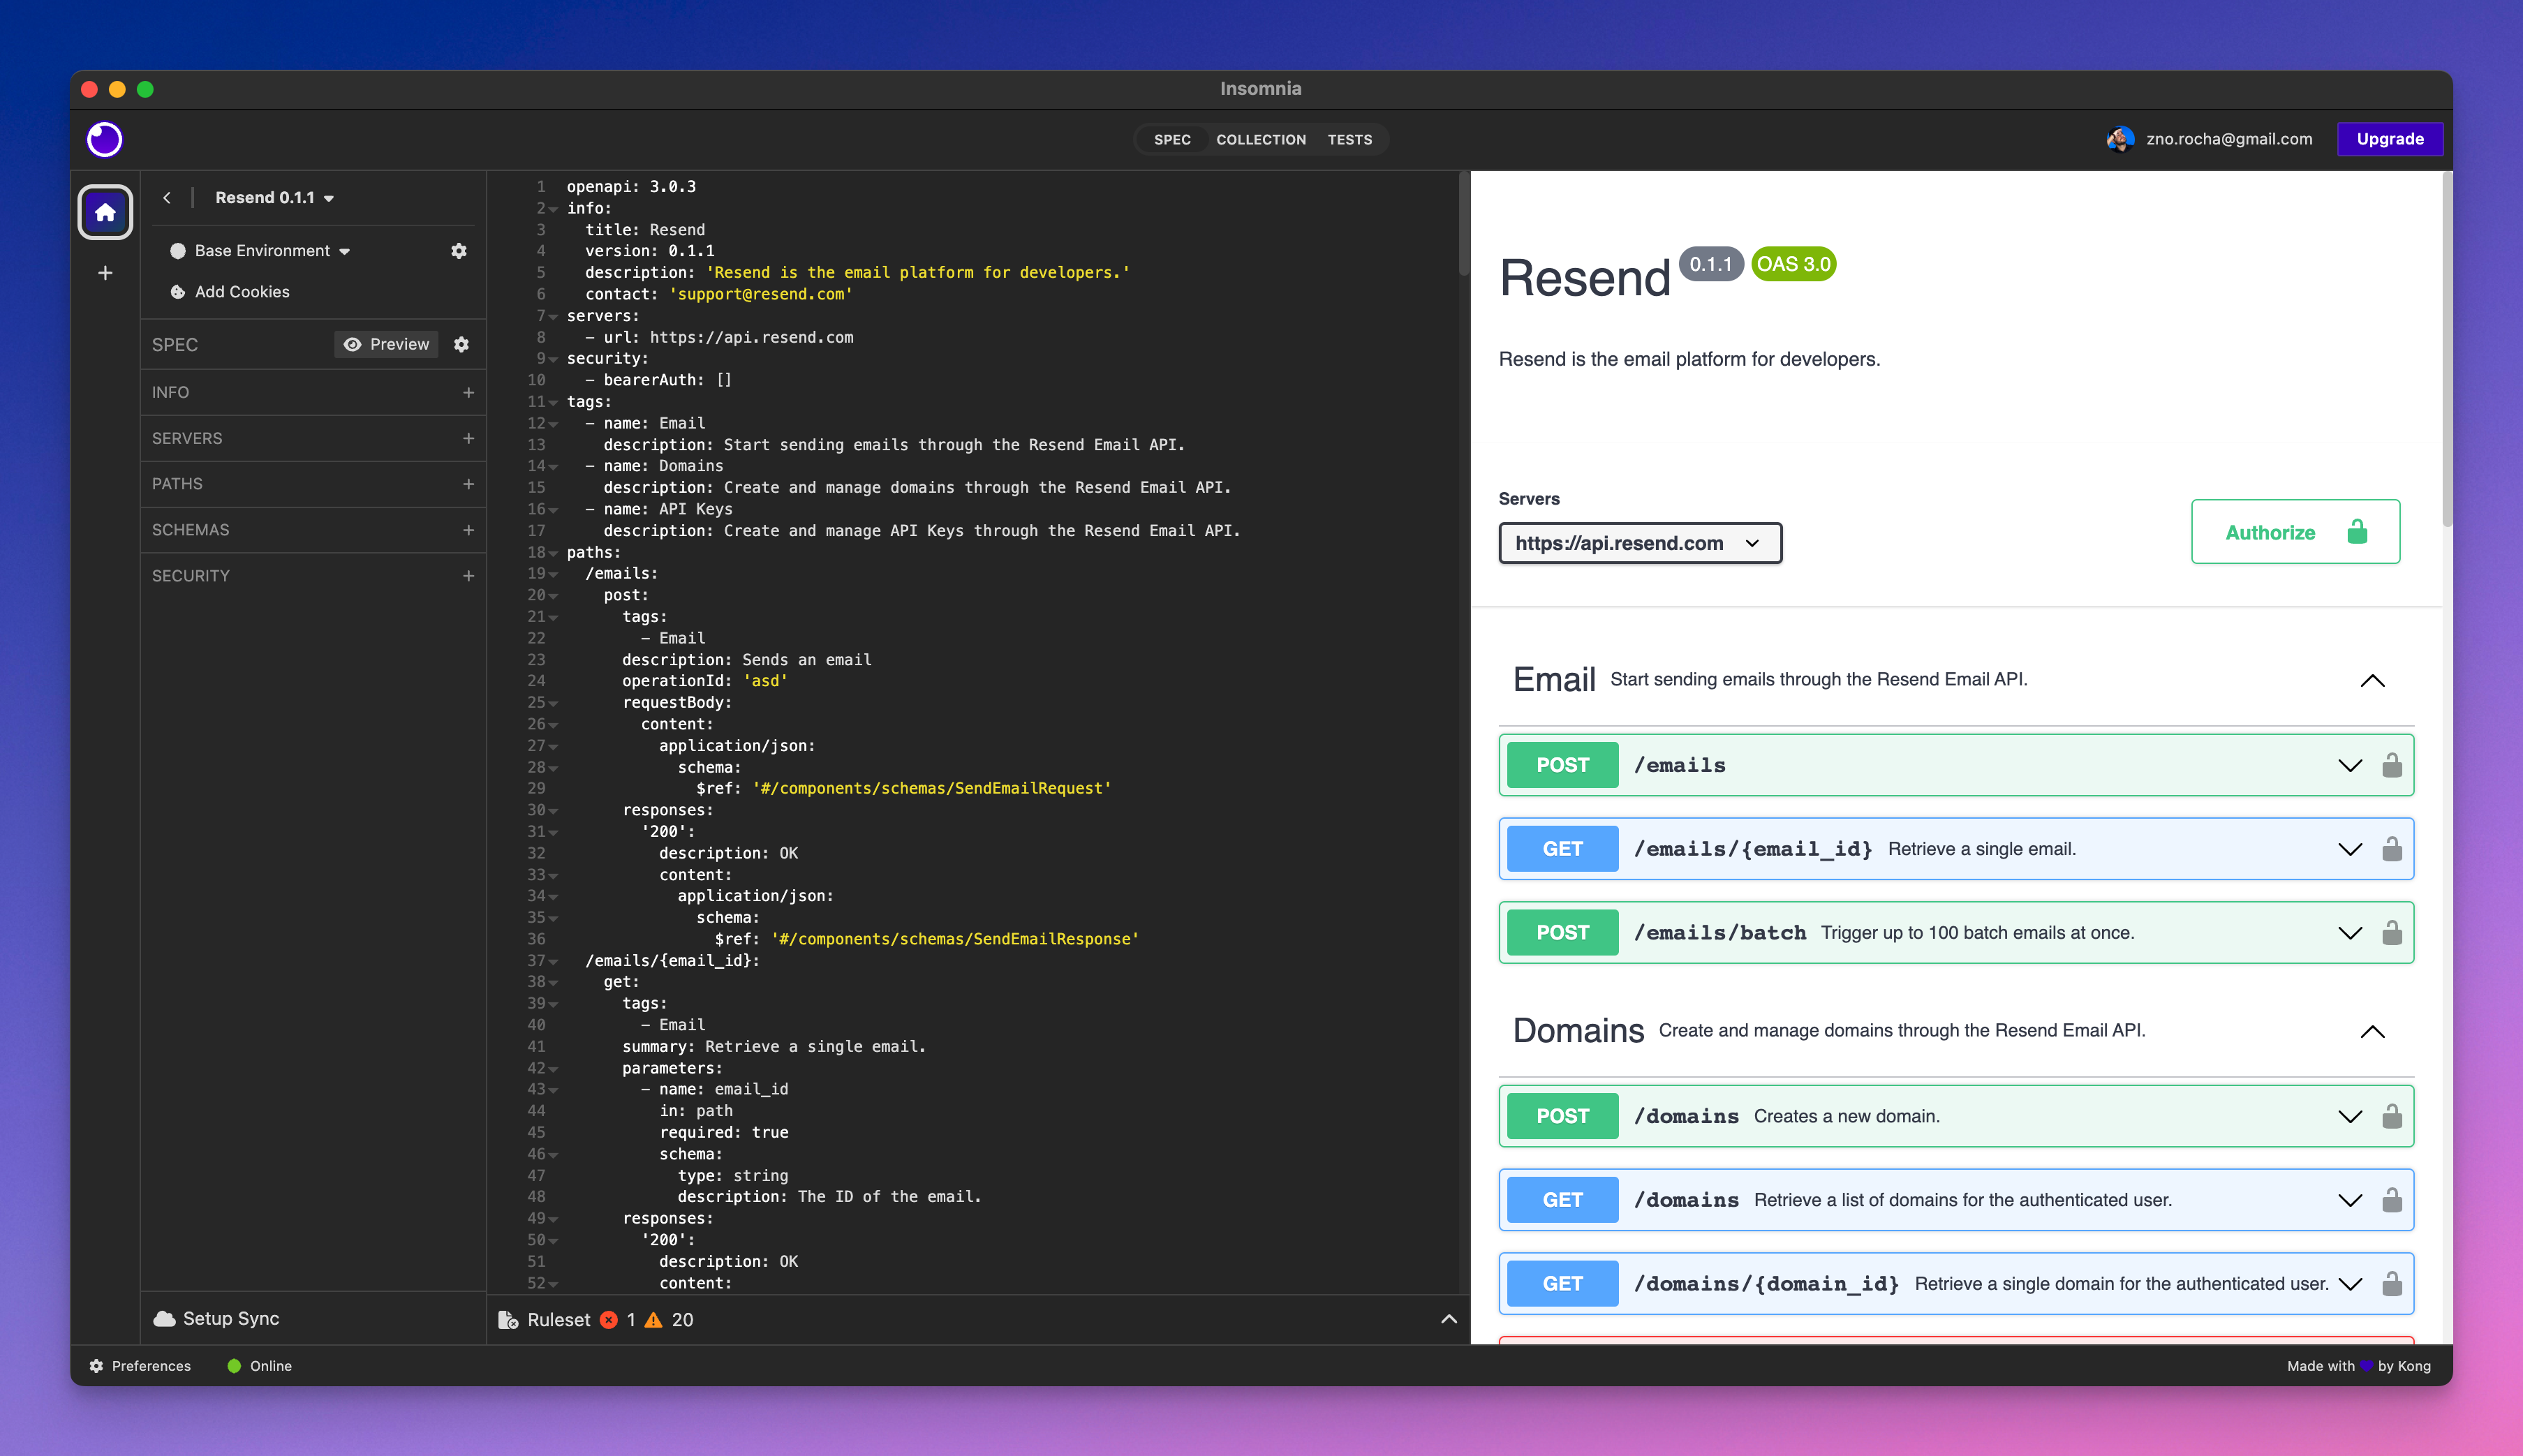 Insomnia
SPEC COLLECTION TESTS
zno.rocha@gmail.com
Upgrade
Resend 0.1.1
Base Environment
Add Cookies
SPEC
Preview
INFO
SERVERS
PATHS
SCHEMAS
SECURITY
Setup Sync
1 openapi: 3.0.3
2 info:
3 title: Resend
4 version: 0.1.1
5 description: 'Resend is the email platform for developers.'
6 contact: 'support@resend.com'
7 servers:
8 - url: https://api.resend.com
9 security:
10 - bearerAuth: []
11 tags:
12 - name: Email
13 description: Start sending emails through the Resend Email API.
14 - name: Domains
15 description: Create and manage domains through the Resend Email API.
16 - name: API Keys
17 description: Create and manage API Keys through the Resend Email API.
18 paths:
19 /emails:
20 post:
21 tags:
22 - Email
23 description: Sends an email
24 operationId: 'asd'
25 requestBody:
26 content:
27 application/json:
28 schema:
29 $ref: '#/components/schemas/SendEmailRequest'
30 responses:
31 '200':
32 description: OK
33 content:
34 application/json:
35 schema:
36 $ref: '#/components/schemas/SendEmailResponse'
37 /emails/{email_id}:
38 get:
39 tags:
40 - Email
41 summary: Retrieve a single email.
42 parameters:
43 - name: email_id
44 in: path
45 required: true
46 schema:
47 type: string
48 description: The ID of the email.
49 responses:
50 '200':
51 description: OK
52 content:
Ruleset 1 20
Resend 0.1.1 OAS 3.0
Resend is the email platform for developers.
Servers
https://api.resend.com
Authorize
Email Start sending emails through the Resend Email API.
POST /emails
GET /emails/{email_id} Retrieve a single email.
POST /emails/batch Trigger up to 100 batch emails at once.
Domains Create and manage domains through the Resend Email API.
POST /domains Creates a new domain.
GET /domains Retrieve a list of domains for the authenticated user.
GET /domains/{domain_id} Retrieve a single domain for the authenticated user.
Preferences
Online
Made with by Kong